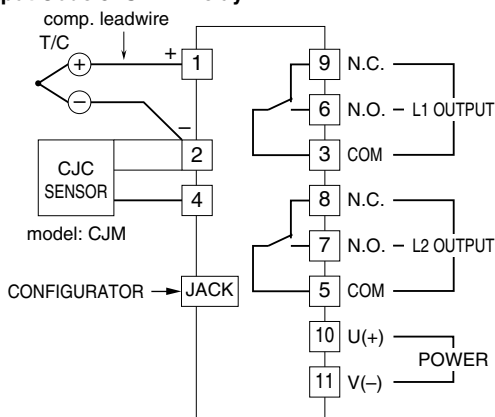 comp. leadwire
T/C
+
+
1
–
–
2
CJC
SENSOR
4
model: CJM
CONFIGURATOR
JACK
9 N.C.
6 N.O. L1 OUTPUT
3 COM
8 N.C.
7 N.O. L2 OUTPUT
5 COM
10 U(+)
POWER
11 V(–)